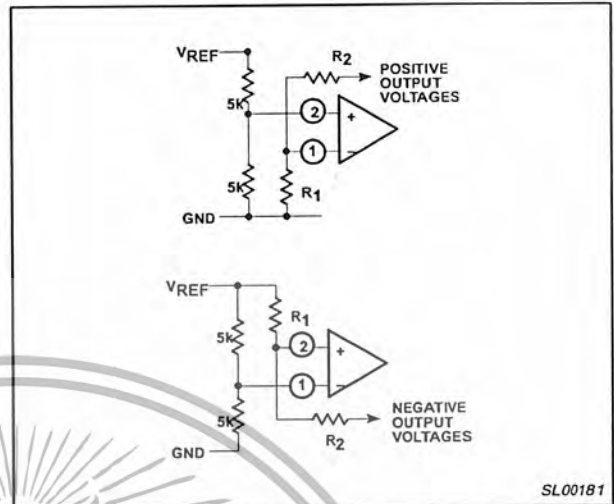 VREF
R2
POSITIVE
OUTPUT
VOLTAGES
5k
2
+
1
−
5k
R1
GND
VREF
R1
5k
2
+
1
−
5k
NEGATIVE
OUTPUT
VOLTAGES
R2
GND
SL00181